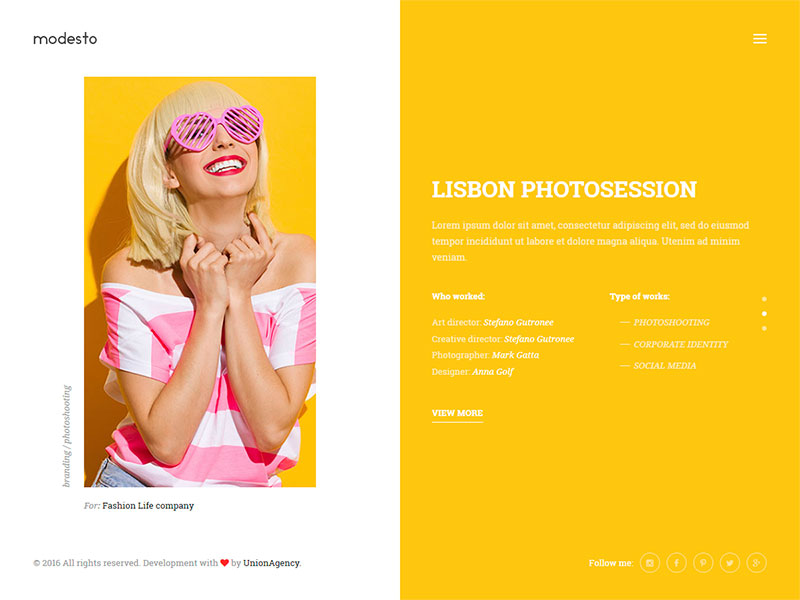 modesto
branding / photoshooting
For: Fashion Life company
© 2016 All rights reserved. Development with ❤ by UnionAgency.
LISBON PHOTOSESSION
Lorem ipsum dolor sit amet, consectetur adipiscing elit, sed do eiusmod
tempor incididunt ut labore et dolore magna aliqua. Utenim ad minim
veniam.
Who worked:
Art director: Stefano Gutronee
Creative director: Stefano Gutronee
Photographer: Mark Gatta
Designer: Anna Golf
Type of works:
— PHOTOSHOOTING
— CORPORATE IDENTITY
— SOCIAL MEDIA
VIEW MORE
Follow me: